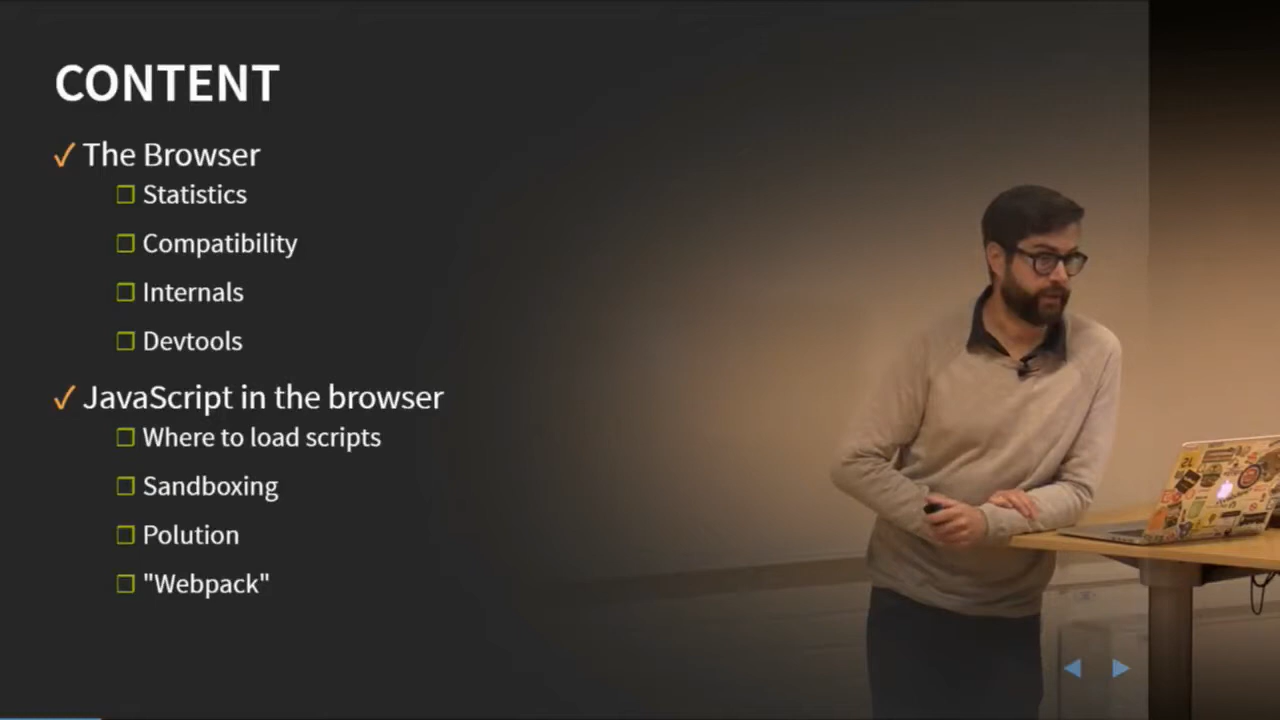 CONTENT
✓ The Browser
❒ Statistics
❒ Compatibility
❒ Internals
❒ Devtools
✓ JavaScript in the browser
❒ Where to load scripts
❒ Sandboxing
❒ Polution
❒ "Webpack"